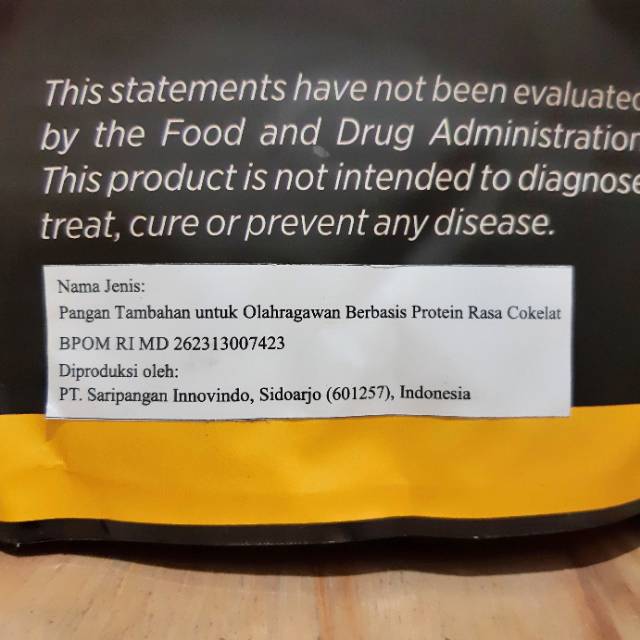 This statements have not been evaluated
by the Food and Drug Administration
This product is not intended to diagnose
treat, cure or prevent any disease.
Nama Jenis:
Pangan Tambahan untuk Olahragawan Berbasis Protein Rasa Cokelat
BPOM RI MD 262313007423
Diproduksi oleh:
PT. Saripangan Innovindo, Sidoarjo (601257), Indonesia